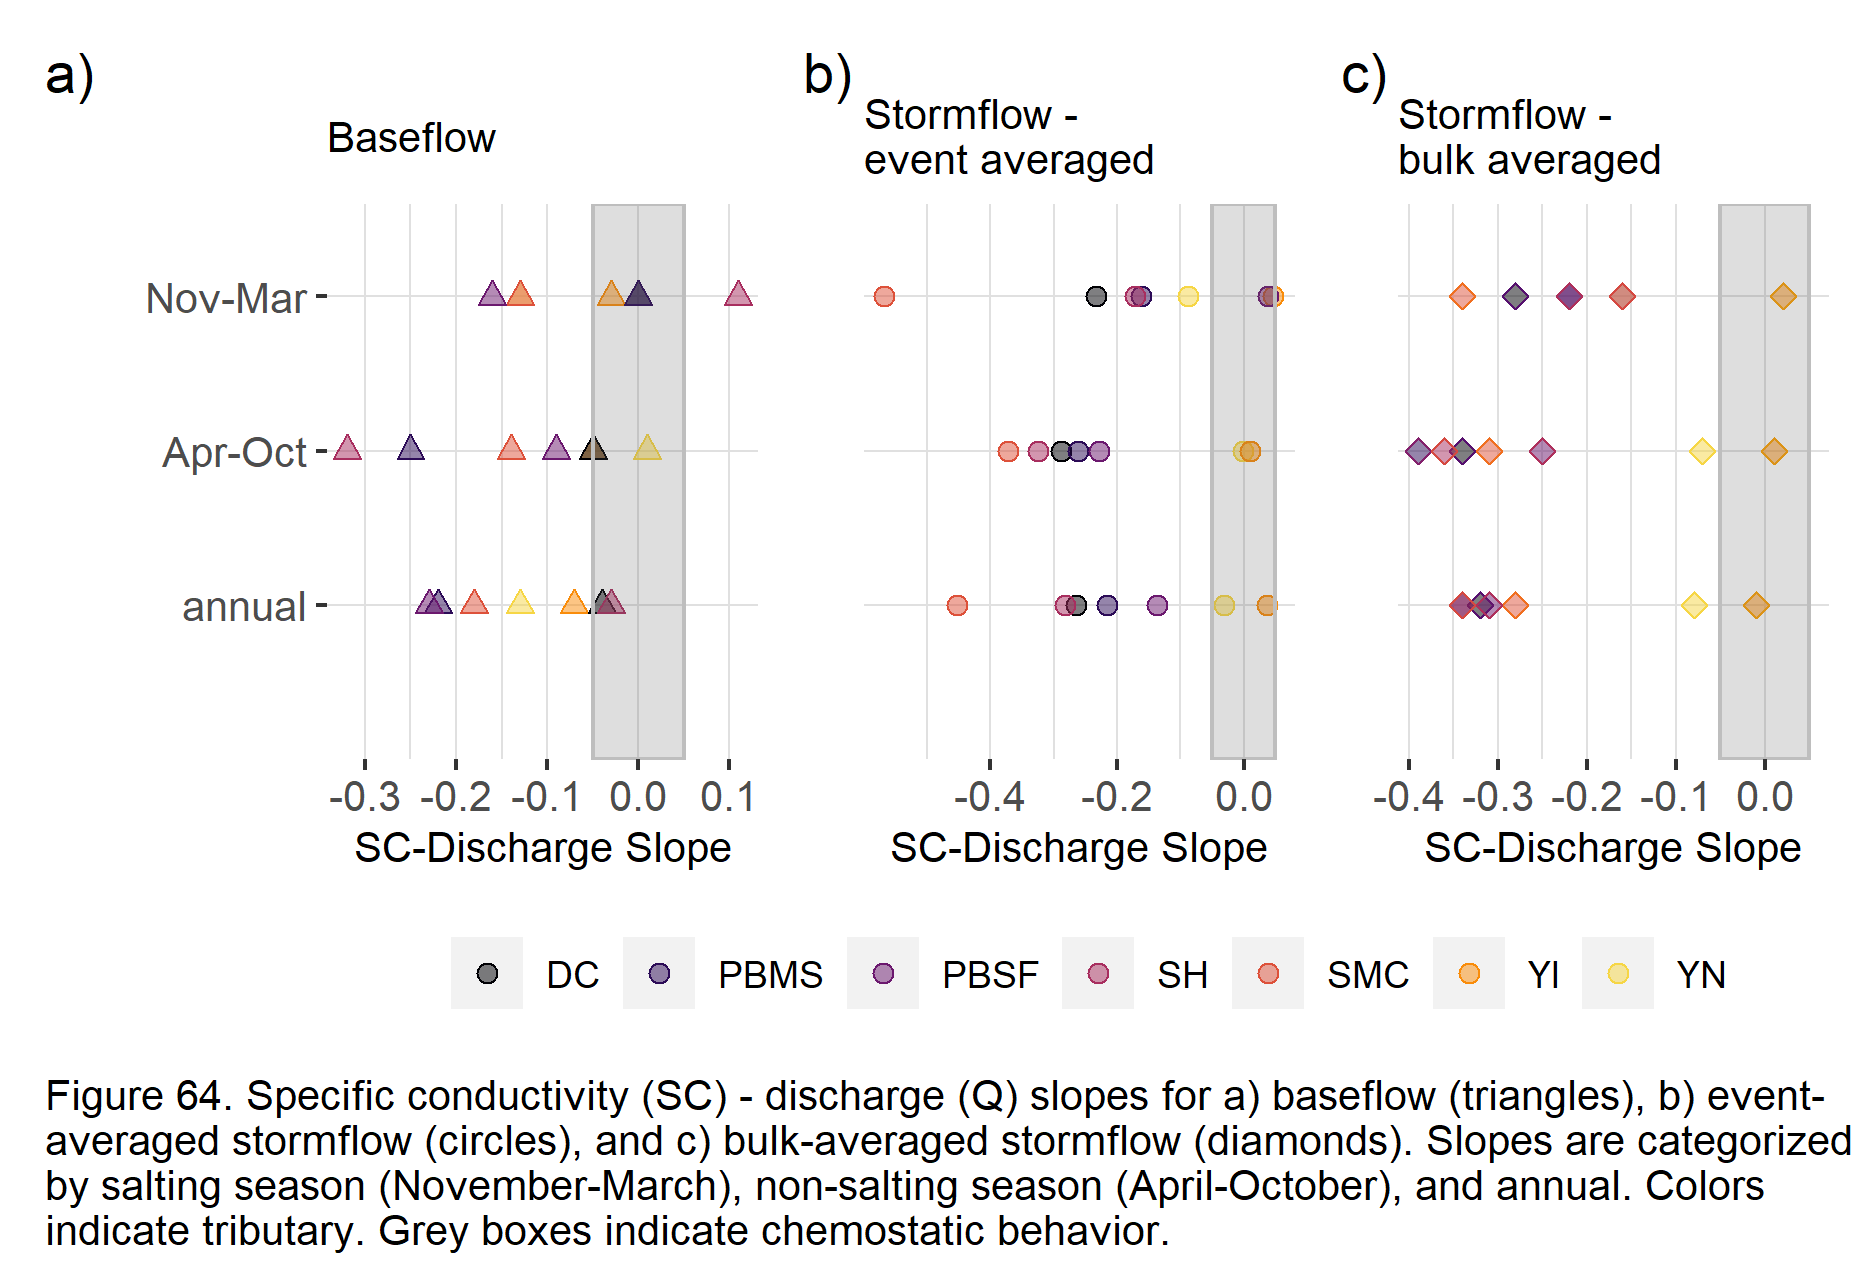 a)
b)
c)
Baseflow
Stormflow -
event averaged
Stormflow -
bulk averaged
Nov-Mar
Apr-Oct
annual
-0.3 -0.2 -0.1 0.0 0.1
-0.4 -0.2 0.0
-0.4 -0.3 -0.2 -0.1 0.0
SC-Discharge Slope
SC-Discharge Slope
SC-Discharge Slope
DC PBMS PBSF SH SMC YI YN
Figure 64. Specific conductivity (SC) - discharge (Q) slopes for a) baseflow (triangles), b) event-
averaged stormflow (circles), and c) bulk-averaged stormflow (diamonds). Slopes are categorized
by salting season (November-March), non-salting season (April-October), and annual. Colors
indicate tributary. Grey boxes indicate chemostatic behavior.